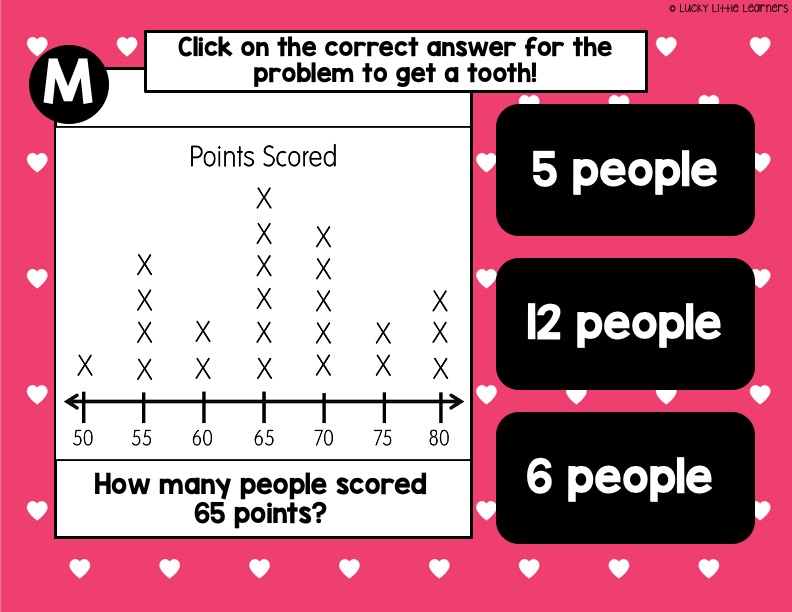 © Lucky Little Learners
Click on the correct answer for the
problem to get a tooth!
M
Points Scored
X
X X
X X X
X X X X
X X X X X X
X X X X X X X
50 55 60 65 70 75 80
How many people scored
65 points?
5 people
12 people
6 people